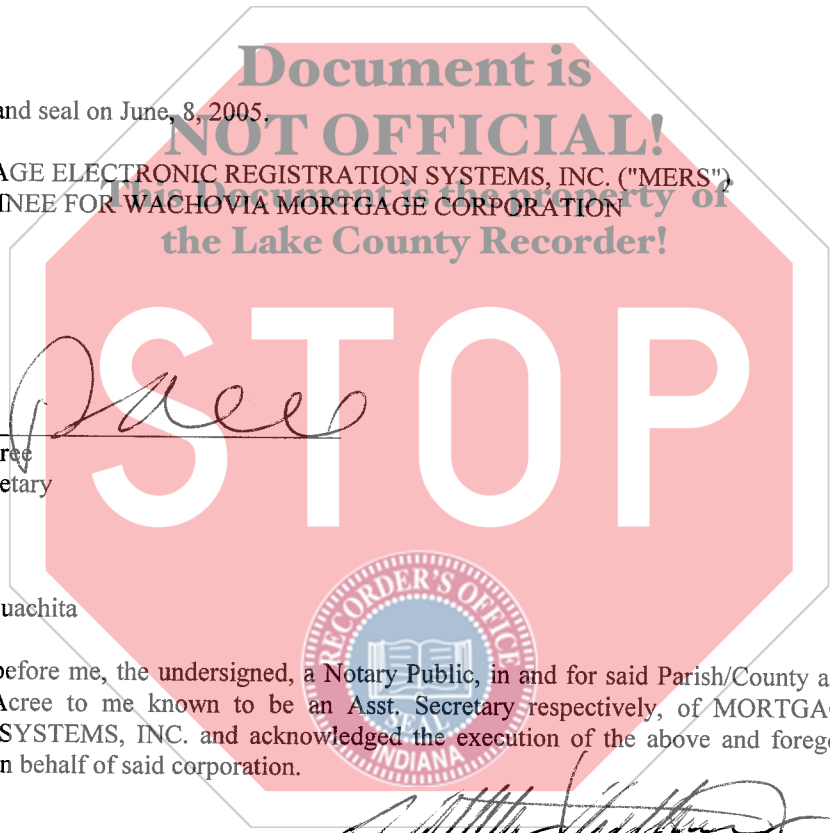 Document is
and seal on June, 8, 2005.
NOT OFFICIAL!
AGE ELECTRONIC REGISTRATION SYSTEMS, INC. ("MERS")
This Document is the property of
INEE FOR WACHOVIA MORTGAGE CORPORATION
the Lake County Recorder!
STOP
ree
etary
RECORDER'S OFFICE
uachita
before me, the undersigned, a Notary Public, in and for said Parish/County a
Acree to me known to be an Asst. Secretary respectively, of MORTGA
SEAL
SYSTEMS, INC. and acknowledged the execution of the above and forego
INDIANA
n behalf of said corporation.